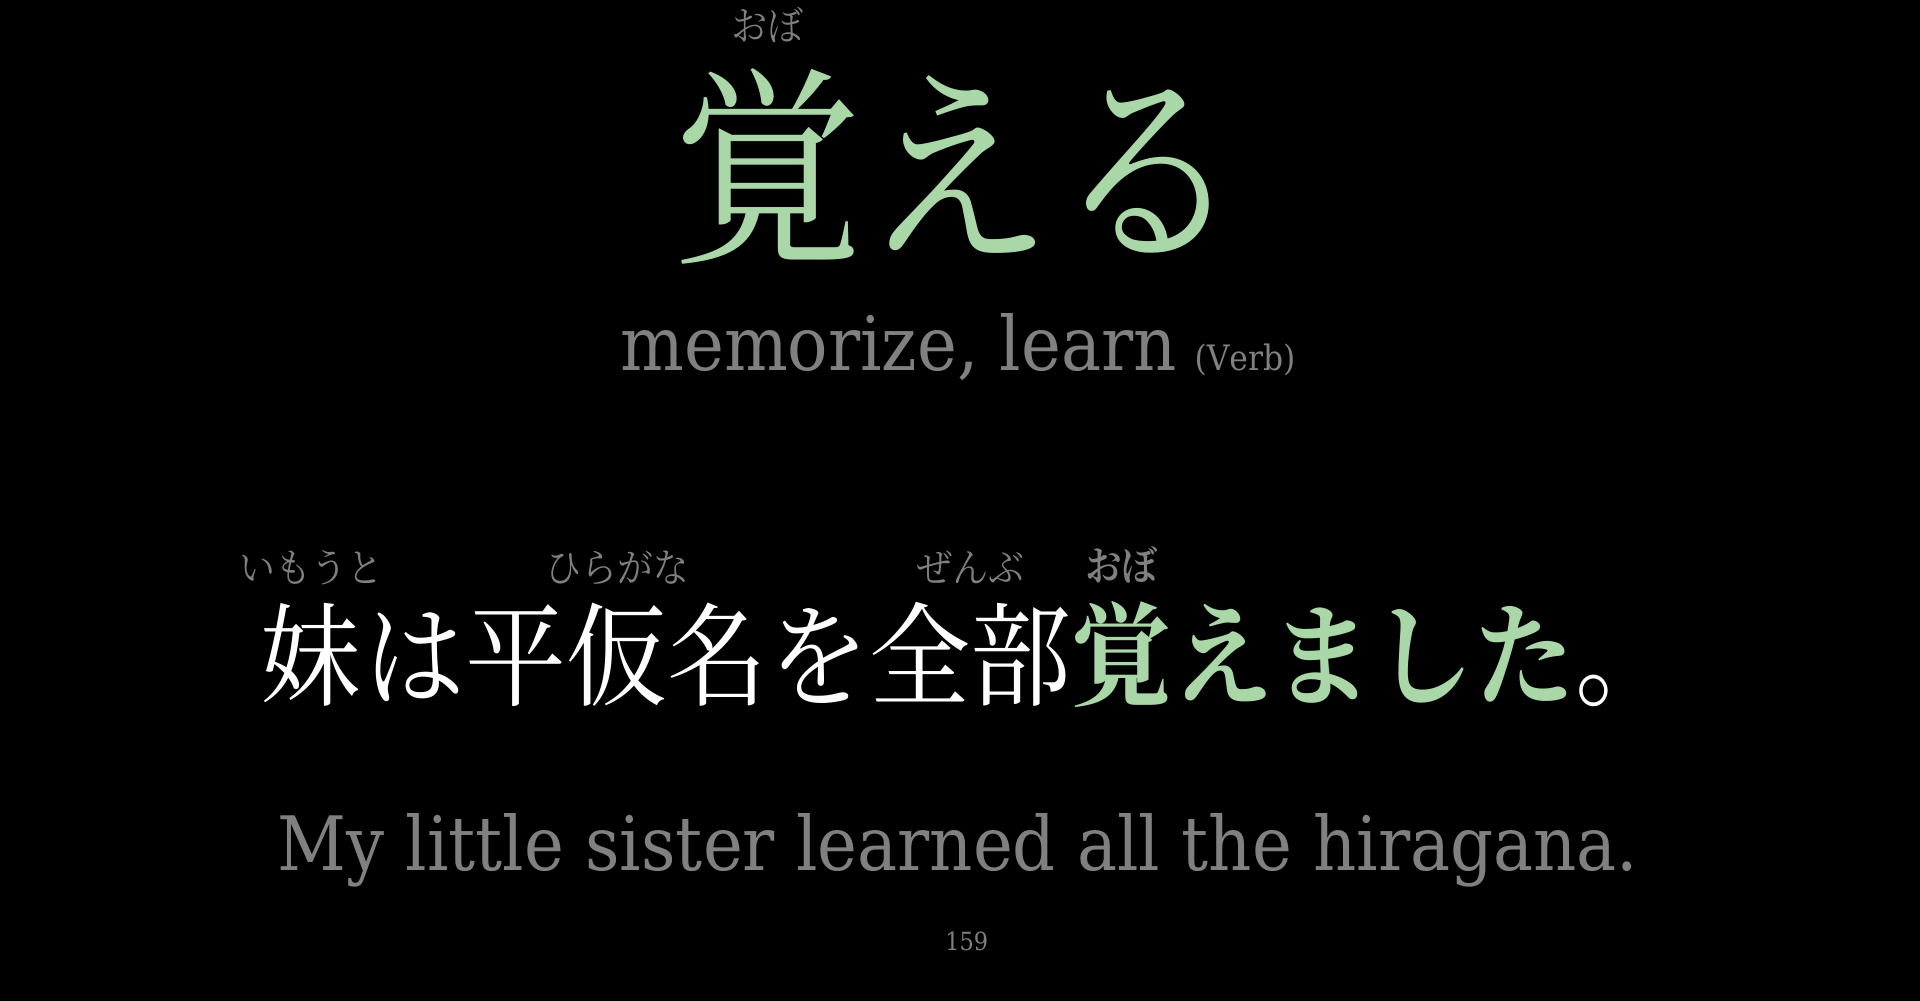 おぼ
覚える
memorize, learn (Verb)
いもうと ひらがな ぜんぶ おぼ
妹は平仮名を全部覚えました。
My little sister learned all the hiragana.
159